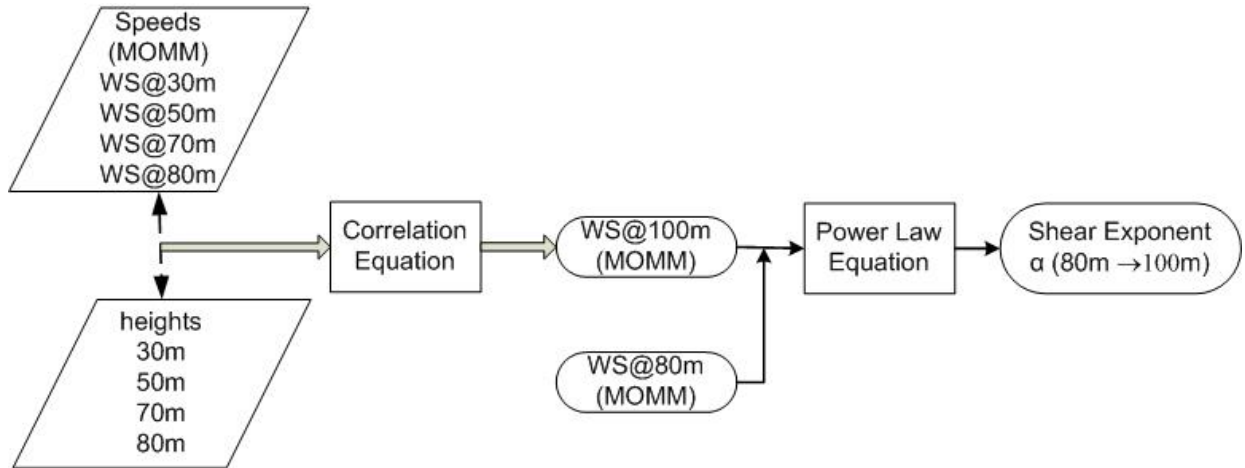 Speeds
(MOMM)
WS@30m
WS@50m
WS@70m
WS@80m
heights
30m
50m
70m
80m
Correlation
Equation
WS@100m
(MOMM)
WS@80m
(MOMM)
Power Law
Equation
Shear Exponent
α (80m →100m)